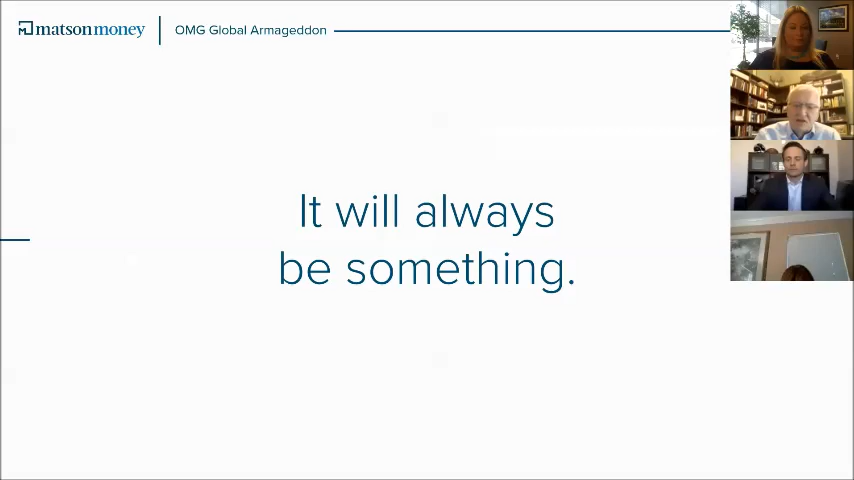 matsonmoney
OMG Global Armageddon
It will always
be something.